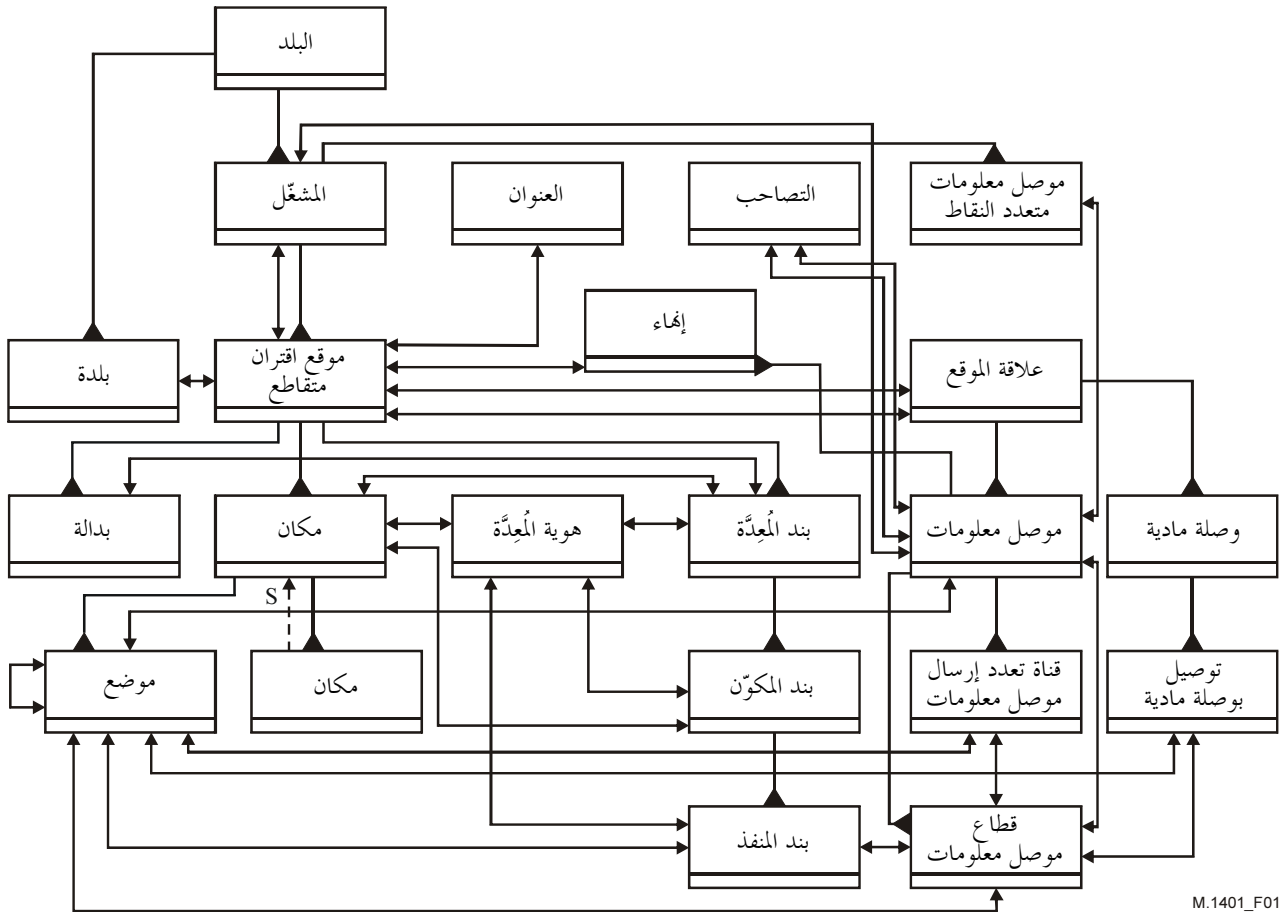 البلد
المشغّل
العنوان
التصاحب
موصل معلومات
متعدد النقاط
إنهاء
بلدة
موقع اقتران
متقاطع
علاقة الموقع
بدالة
مكان
هوية المُعِدَّة
بند المُعِدَّة
موصل معلومات
وصلة مادية
S
موضع
مكان
بند المكوّن
قناة تعدد إرسال
موصل معلومات
توصيل
بوصلة مادية
بند المنفذ
قطاع
موصل معلومات
M.1401_F01